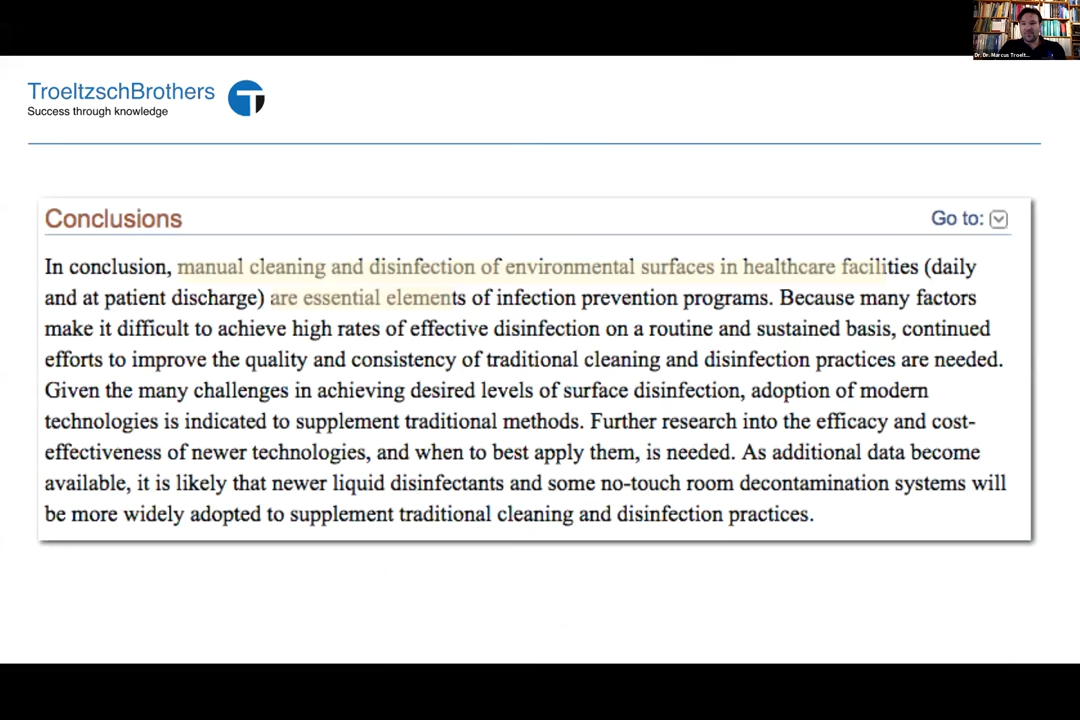 Dr. Dr. Marcus Troelt...
TroeltzschBrothers
Success through knowledge
T
Conclusions
Go to:
In conclusion, manual cleaning and disinfection of environmental surfaces in healthcare facilities (daily
and at patient discharge) are essential elements of infection prevention programs. Because many factors
make it difficult to achieve high rates of effective disinfection on a routine and sustained basis, continued
efforts to improve the quality and consistency of traditional cleaning and disinfection practices are needed.
Given the many challenges in achieving desired levels of surface disinfection, adoption of modern
technologies is indicated to supplement traditional methods. Further research into the efficacy and cost-
effectiveness of newer technologies, and when to best apply them, is needed. As additional data become
available, it is likely that newer liquid disinfectants and some no-touch room decontamination systems will
be more widely adopted to supplement traditional cleaning and disinfection practices.